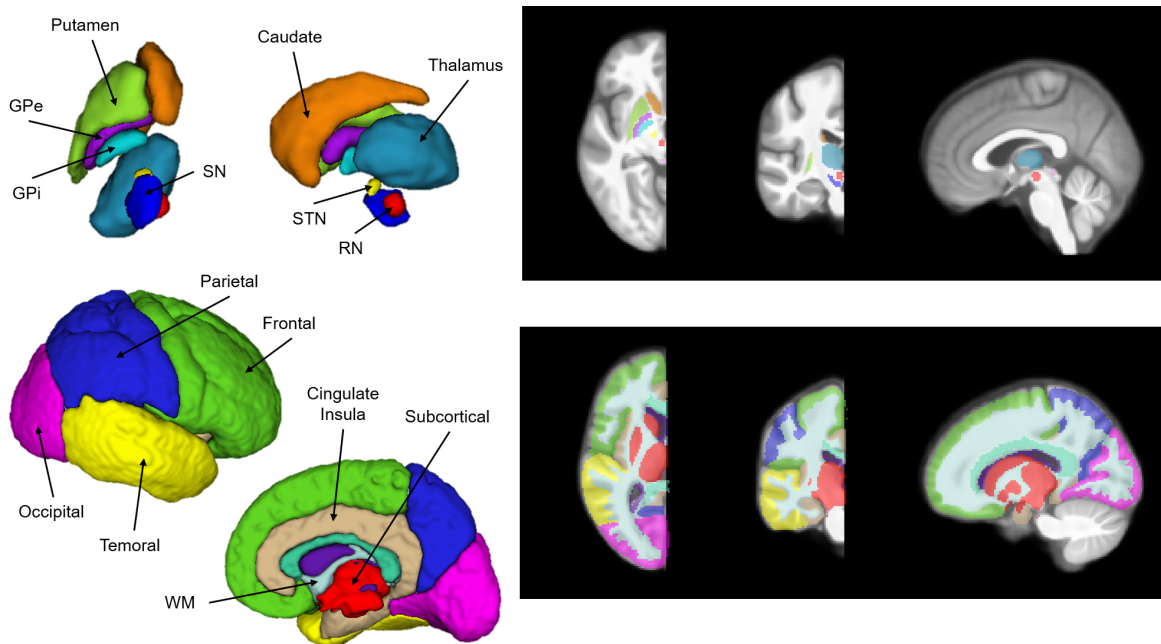 Putamen
Caudate
Thalamus
GPe
GPi
SN
STN
RN
Parietal
Frontal
Cingulate
Insula
Subcortical
Occipital
Temoral
WM